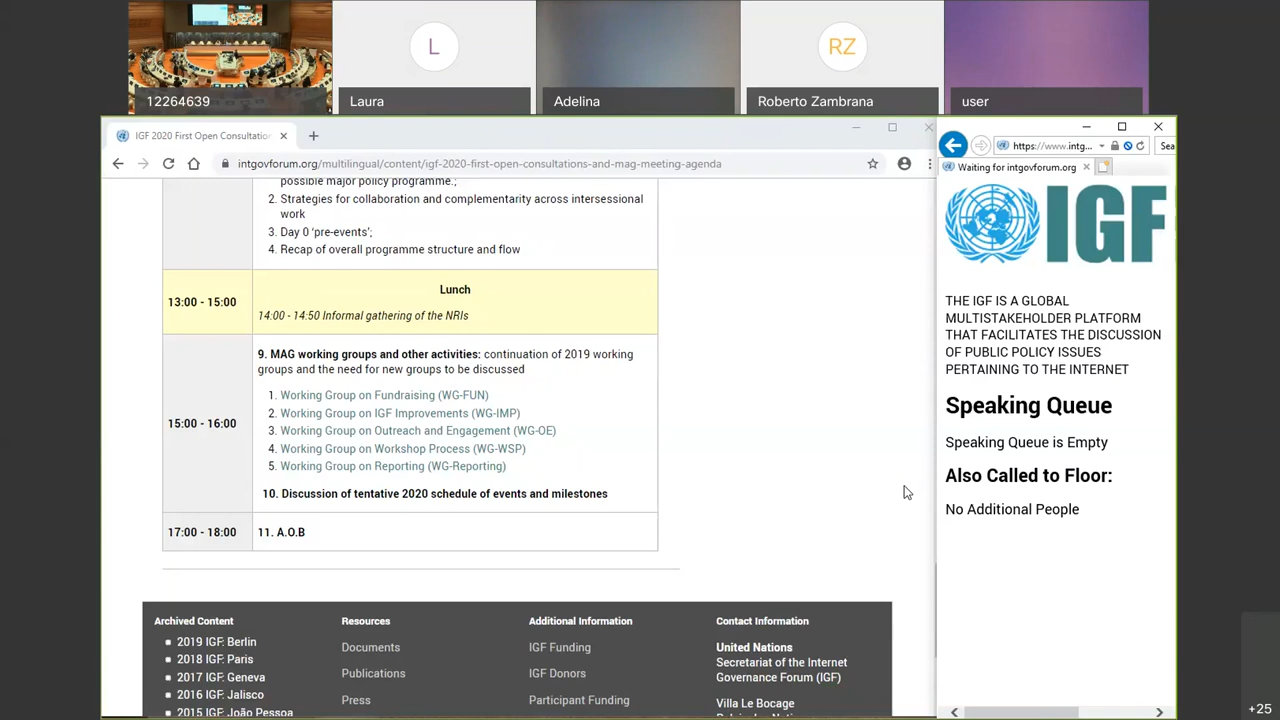 L
RZ
12264639
Laura
Adelina
Roberto Zambrana
user
IGF 2020 First Open Consultation
intgovforum.org/multilingual/content/igf-2020-first-open-consultations-and-mag-meeting-agenda
possible major policy programme.;
2. Strategies for collaboration and complementarity across intersessional
work
3. Day 0 ‘pre-events’;
4. Recap of overall programme structure and flow
13:00 - 15:00
Lunch
14:00 - 14:50 Informal gathering of the NRIs
15:00 - 16:00
9. MAG working groups and other activities: continuation of 2019 working
groups and the need for new groups to be discussed
1. Working Group on Fundraising (WG-FUN)
2. Working Group on IGF Improvements (WG-IMP)
3. Working Group on Outreach and Engagement (WG-OE)
4. Working Group on Workshop Process (WG-WSP)
5. Working Group on Reporting (WG-Reporting)
10. Discussion of tentative 2020 schedule of events and milestones
17:00 - 18:00
11. A.O.B
Archived Content
2019 IGF: Berlin
2018 IGF: Paris
2017 IGF: Geneva
2016 IGF: Jalisco
2015 IGF: João Pessoa
Resources
Documents
Publications
Press
Additional Information
IGF Funding
IGF Donors
Participant Funding
Contact Information
United Nations
Secretariat of the Internet
Governance Forum (IGF)
Villa Le Bocage
https://www.intg...
Sea
Waiting for intgovforum.org
IGF
THE IGF IS A GLOBAL
MULTISTAKEHOLDER PLATFORM
THAT FACILITATES THE DISCUSSION
OF PUBLIC POLICY ISSUES
PERTAINING TO THE INTERNET
Speaking Queue
Speaking Queue is Empty
Also Called to Floor:
No Additional People
+25